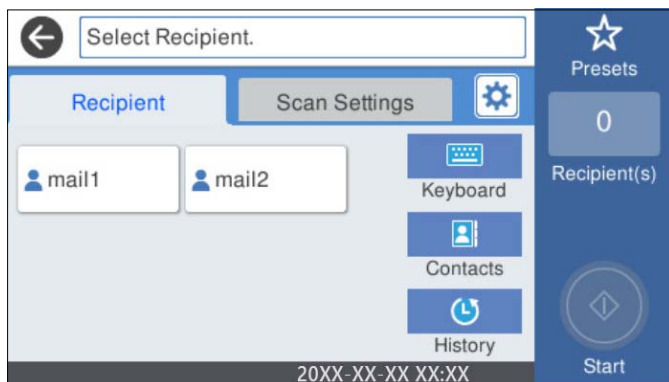 Select Recipient.
Presets
Recipient
Scan Settings
0
Recipient(s)
mail1
mail2
Keyboard
Contacts
History
Start
20XX-XX-XX XX:XX